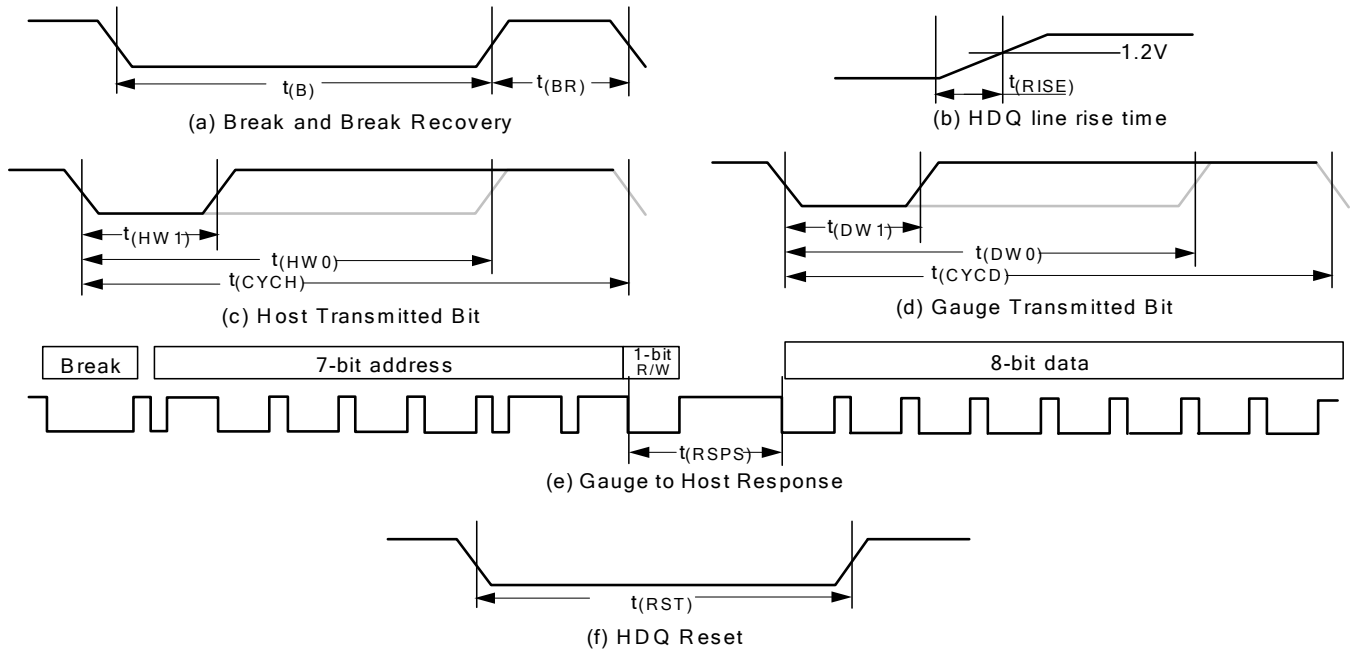 t(B)
t(BR)
(a) Break and Break Recovery
1.2V
t(RISE)
(b) HDQ line rise time
t(HW1)
t(HW0)
t(CYCH)
(c) Host Transmitted Bit
t(DW1)
t(DW0)
t(CYCD)
(d) Gauge Transmitted Bit
Break
7-bit address
1-bit
R/W
8-bit data
t(RSPS)
(e) Gauge to Host Response
t(RST)
(f) HDQ Reset